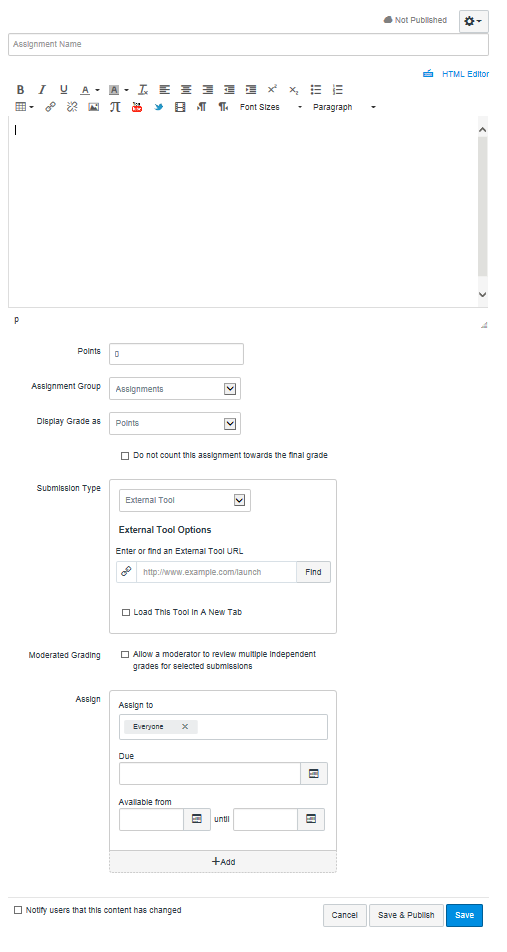 Not Published
Assignment Name
HTML Editor
B I U A A Tx x² x₂
π You Tube ¶ ¶ Font Sizes Paragraph
p
Points 0
Assignment Group Assignments
Display Grade as Points
Do not count this assignment towards the final grade
Submission Type
External Tool
External Tool Options
Enter or find an External Tool URL
http://www.example.com/launch Find
Load This Tool In A New Tab
Moderated Grading Allow a moderator to review multiple independent
grades for selected submissions
Assign
Assign to
Everyone ×
Due
Available from
until
+Add
Notify users that this content has changed
Cancel Save & Publish Save